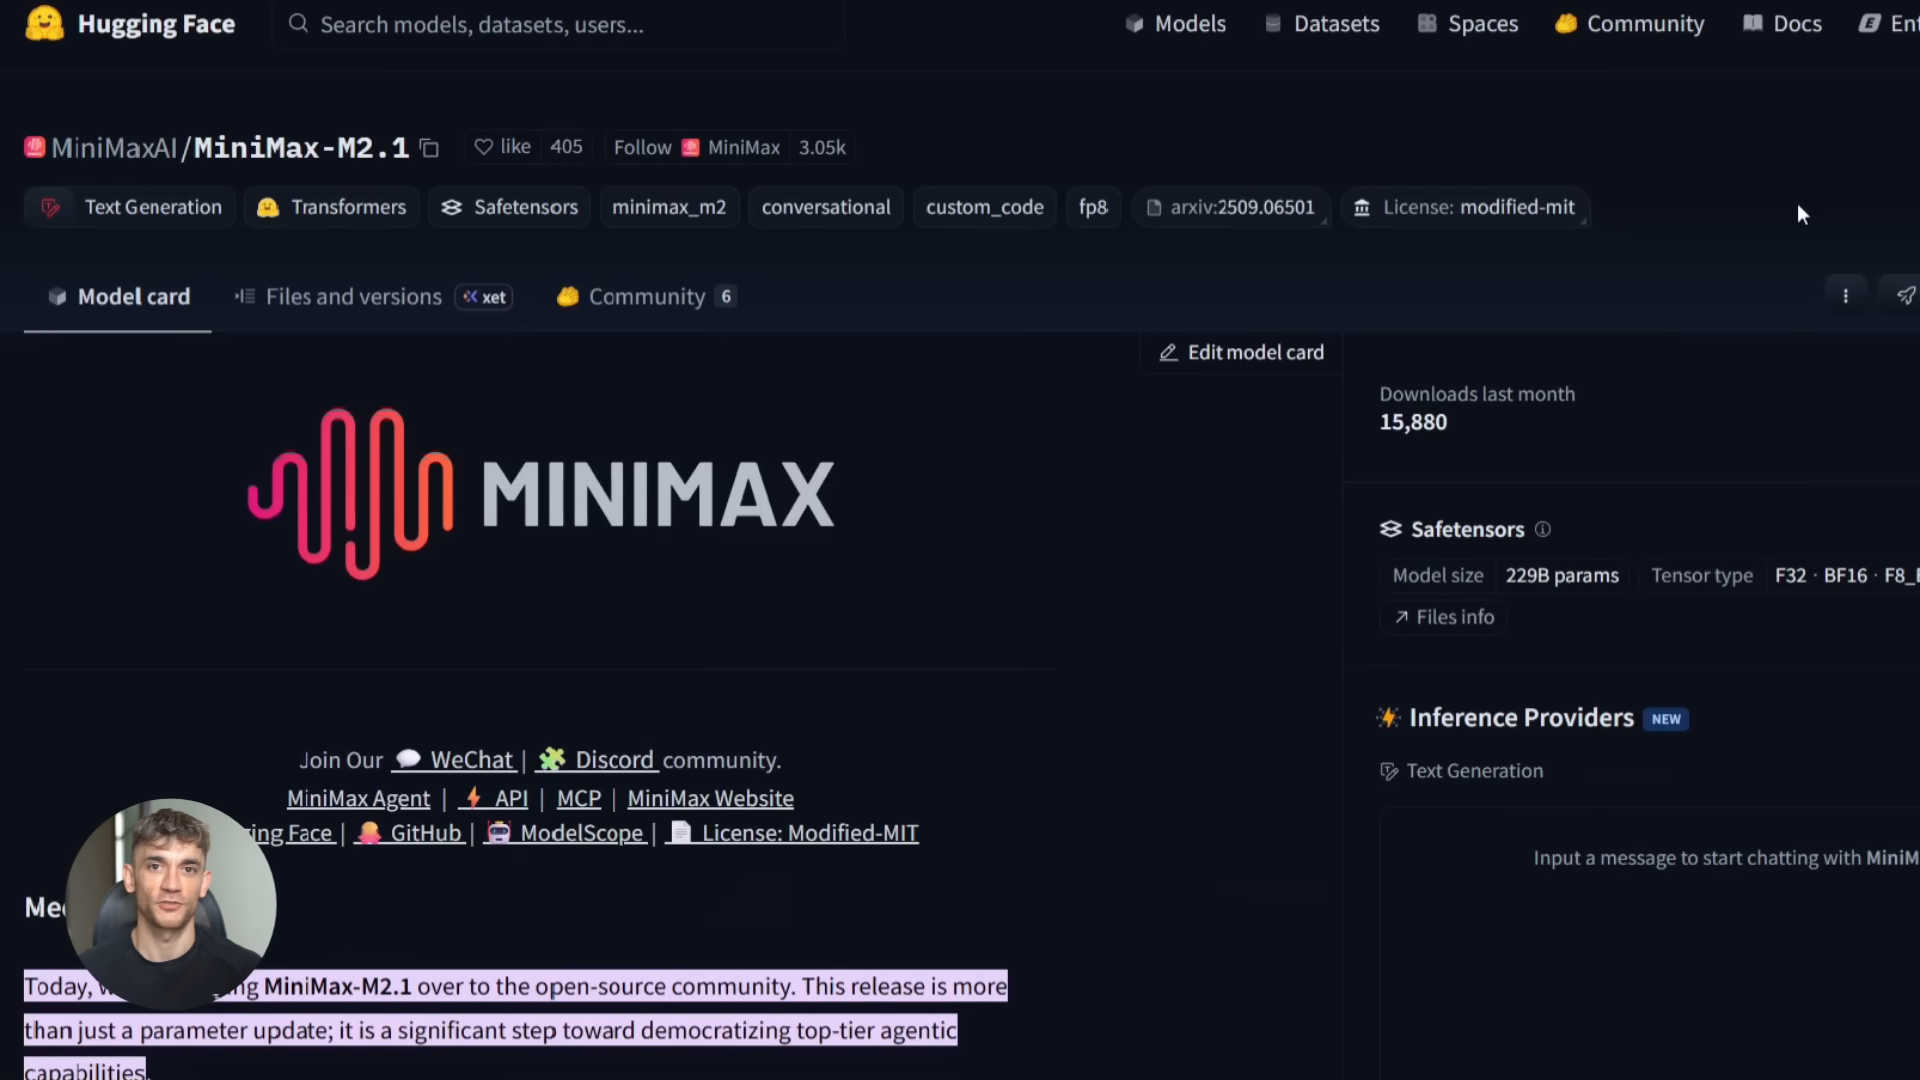 Hugging Face
Search models, datasets, users...
Models
Datasets
Spaces
Community
Docs
MiniMaxAI/MiniMax-M2.1
like 405
Follow MiniMax 3.05k
Text Generation
Transformers
Safetensors
minimax_m2
conversational
custom_code
fp8
arxiv:2509.06501
License: modified-mit
Model card
Files and versions
xet
Community 6
Edit model card
MINIMAX
Downloads last month
15,880
Safetensors
Model size 229B params
Tensor type F32 · BF16 ·
Files info
Inference Providers NEW
Text Generation
Input a message to start chatting with
Join Our WeChat | Discord community.
MiniMax Agent | API | MCP | MiniMax Website
Face | GitHub | ModelScope | License: Modified-MIT
Today, MiniMax-M2.1 over to the open-source community. This release is more
than just a parameter update; it is a significant step toward democratizing top-tier agentic
capabilities.